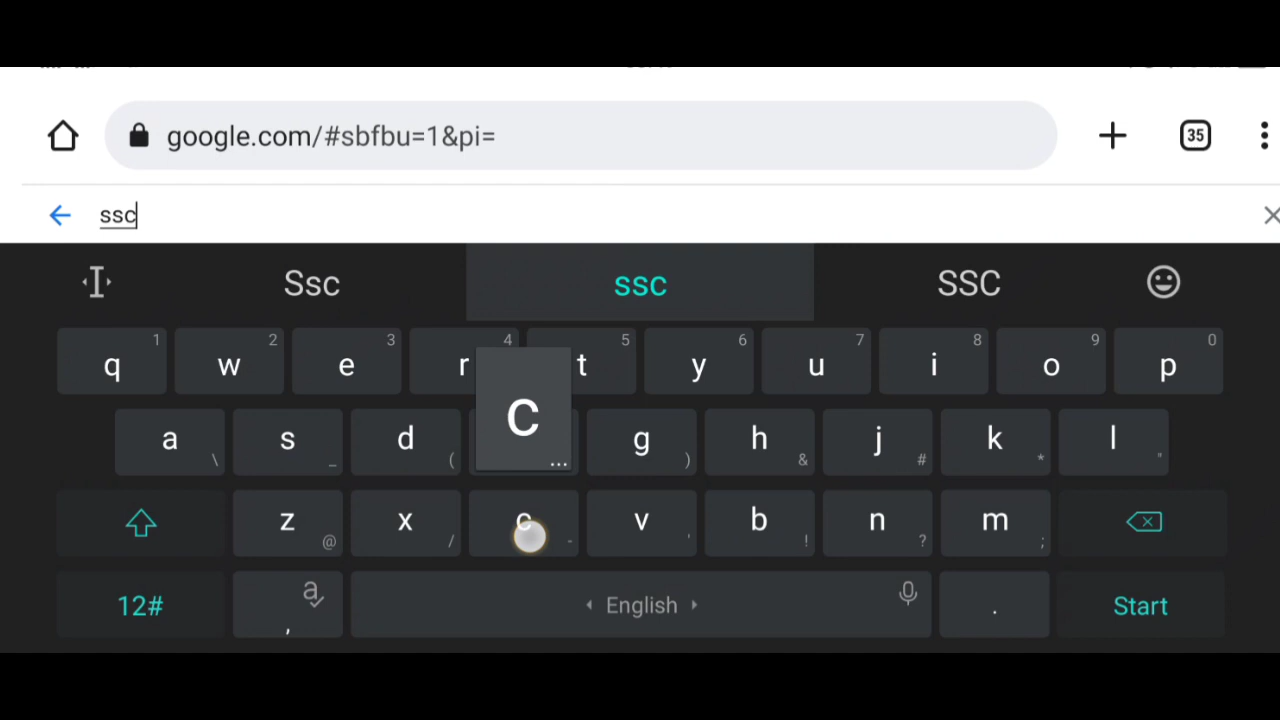 google.com/#sbfbu=1&pi=
35
ssc
Ssc ssc SSC
1 2 3 4 5 6 7 8 9 0
q w e r t y u i o p
c
...
a s d g h j k l
\ _ ( ) & # * "
z x c v b n m
@ / - ' ! ? ;
12# a , English . Start